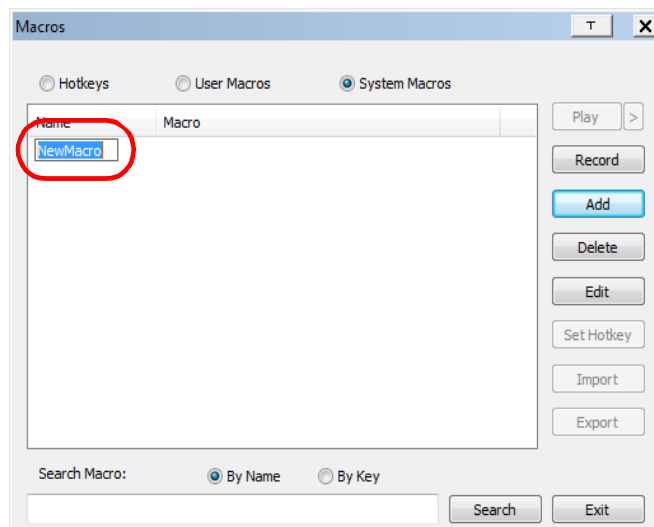 Macros T X
Hotkeys User Macros System Macros
Name Macro
NewMacro
Play >
Record
Add
Delete
Edit
Set Hotkey
Import
Export
Search Macro: By Name By Key
Search Exit